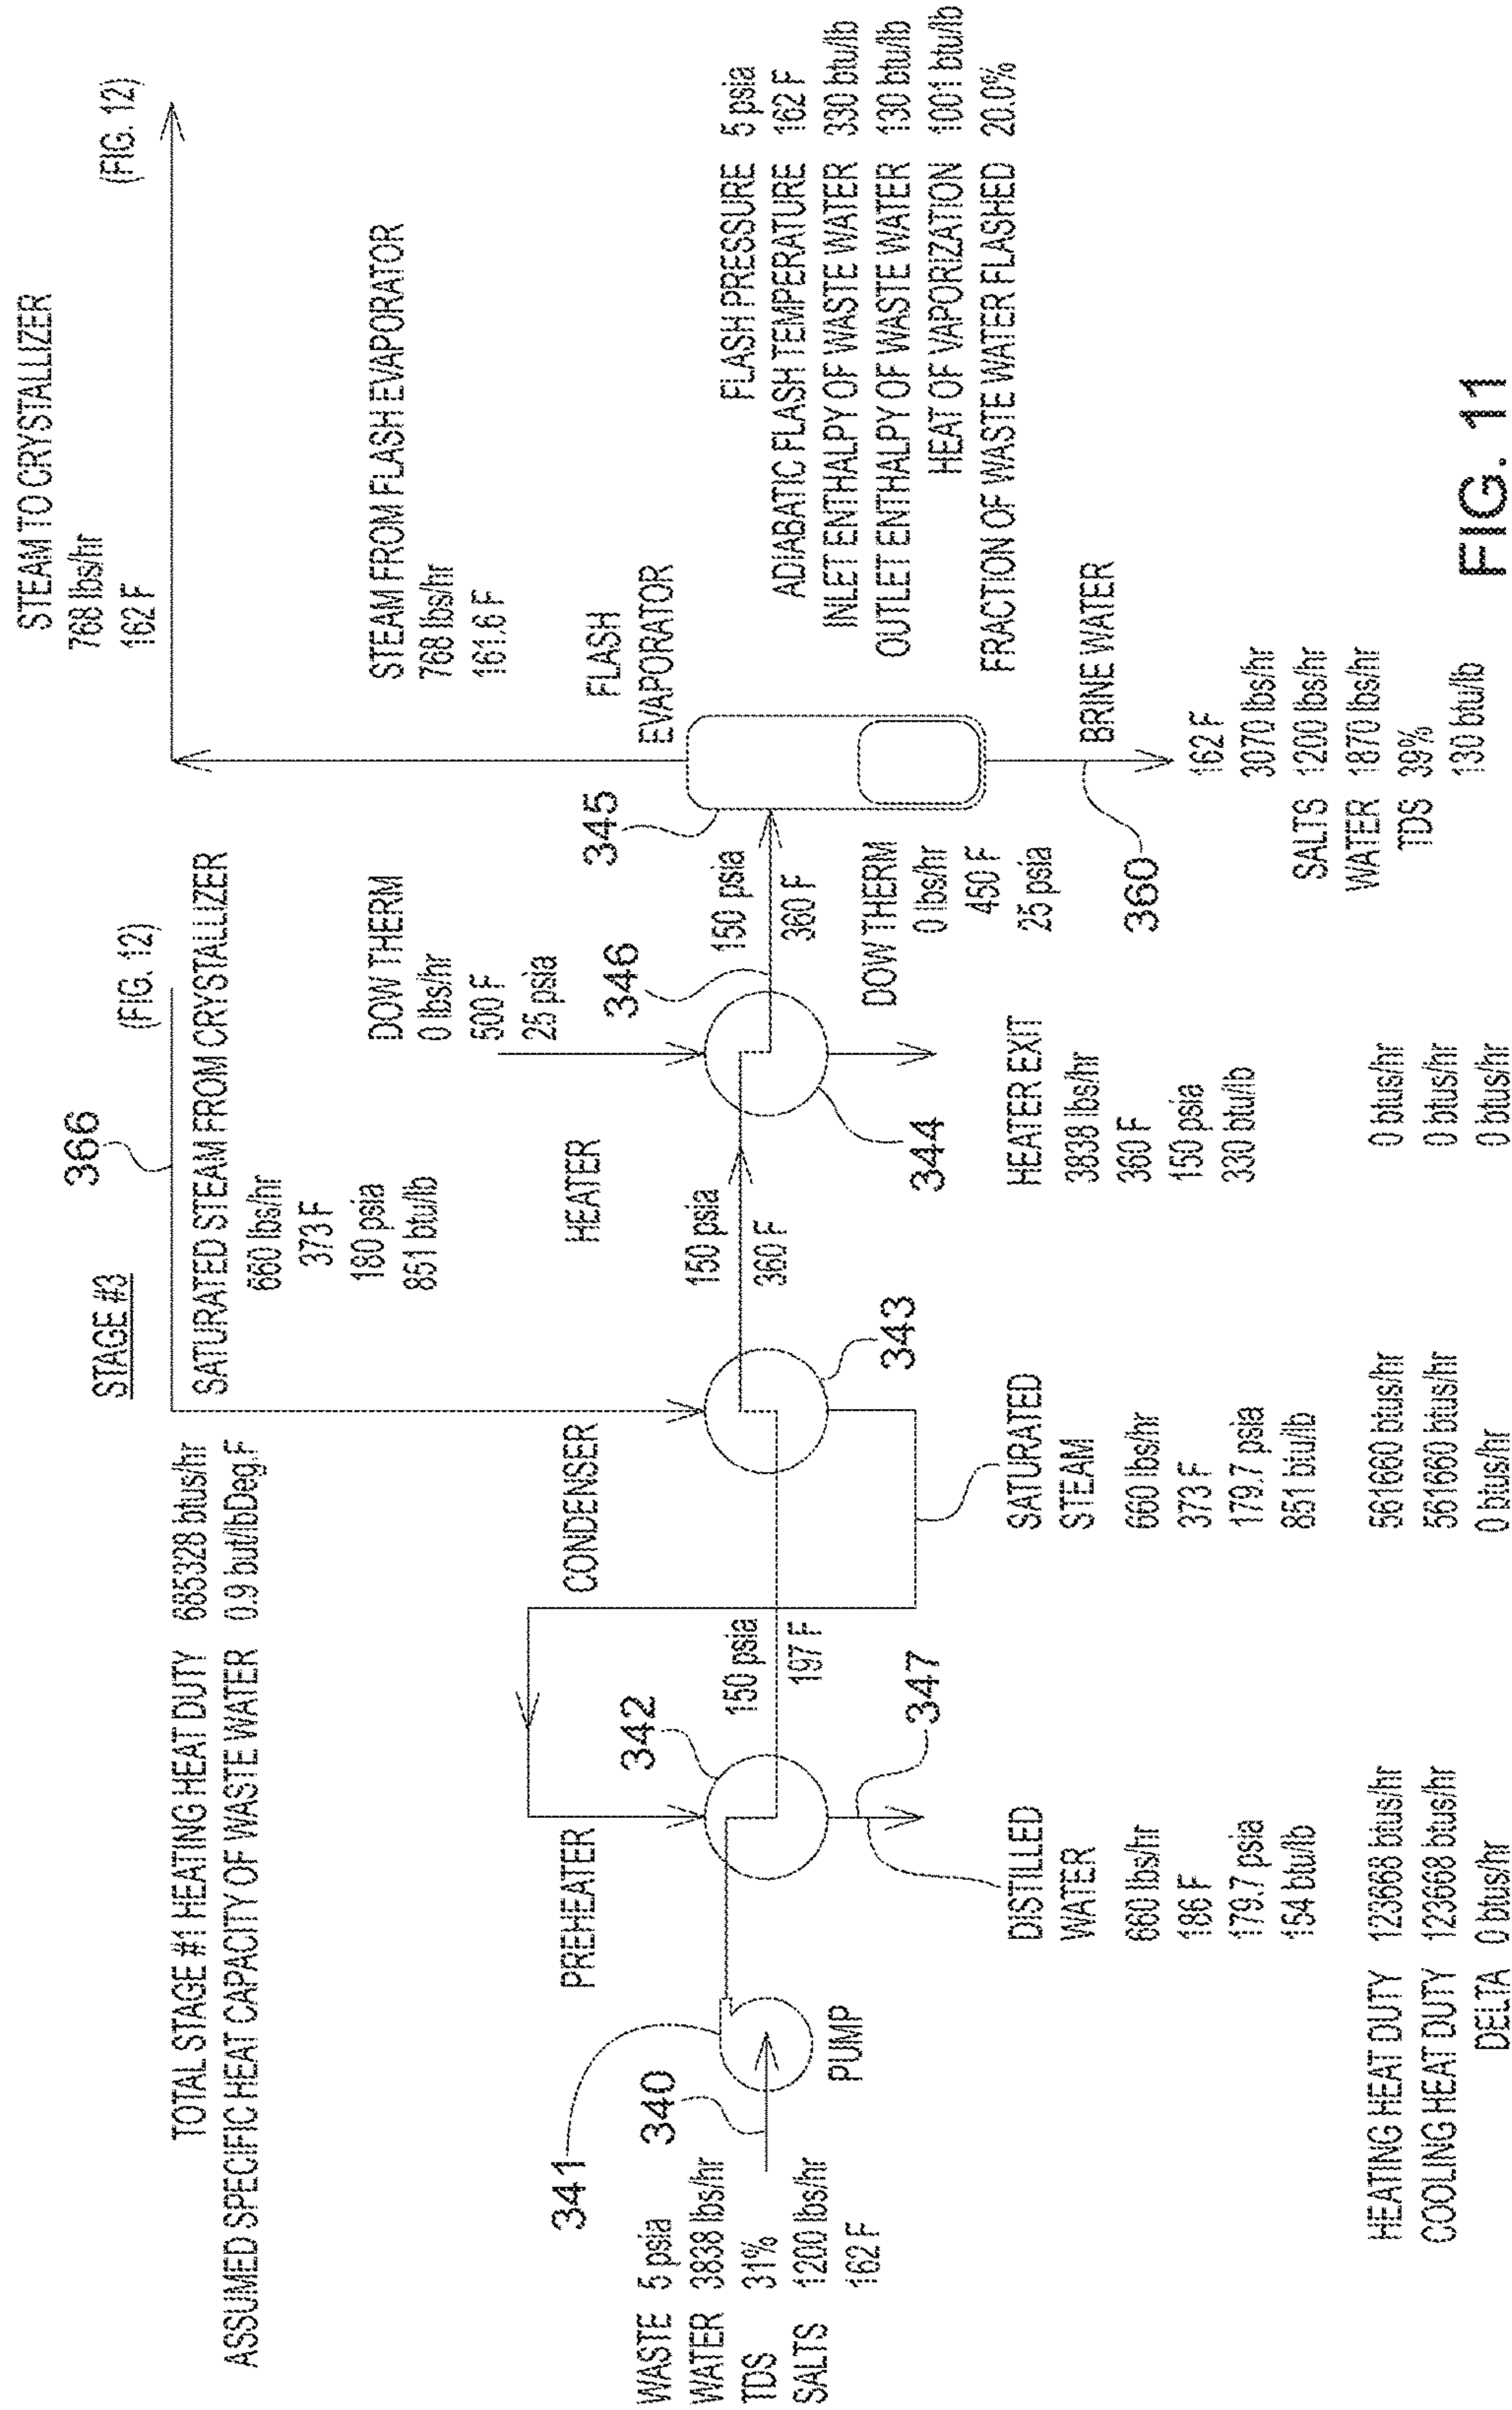 STAGE #3
TOTAL STAGE #1 HEATING HEAT DUTY 685328 btus/hr
ASSUMED SPECIFIC HEAT CAPACITY OF WASTE WATER 0.9 but/lbDeg.F
366
(FIG. 12)
SATURATED STEAM FROM CRYSTALLIZER
660 lbs/hr
373 F
180 psia
851 btu/lb
STEAM TO CRYSTALLIZER
768 lbs/hr
162 F
(FIG. 12)
STEAM FROM FLASH EVAPORATOR
768 lbs/hr
161.6 F
DOW THERM
0 lbs/hr
500 F
25 psia
341
PREHEATER
CONDENSER
HEATER
FLASH
EVAPORATOR
340
342
346
345
WASTE 5 psia
WATER 3838 lbs/hr
TDS 31%
SALTS 1200 lbs/hr
162 F
PUMP
150 psia
197 F
150 psia
360 F
150 psia
360 F
347
343
344
DOW THERM
0 lbs/hr
450 F
25 psia
FLASH PRESSURE 5 psia
ADIABATIC FLASH TEMPERATURE 162 F
INLET ENTHALPY OF WASTE WATER 330 btu/lb
OUTLET ENTHALPY OF WASTE WATER 130 btu/lb
HEAT OF VAPORIZATION 1001 btu/lb
FRACTION OF WASTE WATER FLASHED 20.0%
DISTILLED
WATER
660 lbs/hr
186 F
179.7 psia
154 btu/lb
SATURATED
STEAM
660 lbs/hr
373 F
179.7 psia
851 btu/lb
HEATER EXIT
3838 lbs/hr
360 F
150 psia
330 btu/lb
360
BRINE WATER
162 F
3070 lbs/hr
SALTS 1200 lbs/hr
WATER 1870 lbs/hr
TDS 39%
130 btu/lb
HEATING HEAT DUTY 123668 btus/hr 561660 btus/hr 0 btus/hr
COOLING HEAT DUTY 123668 btus/hr 561660 btus/hr 0 btus/hr
DELTA 0 btus/hr 0 btus/hr 0 btus/hr
FIG. 11